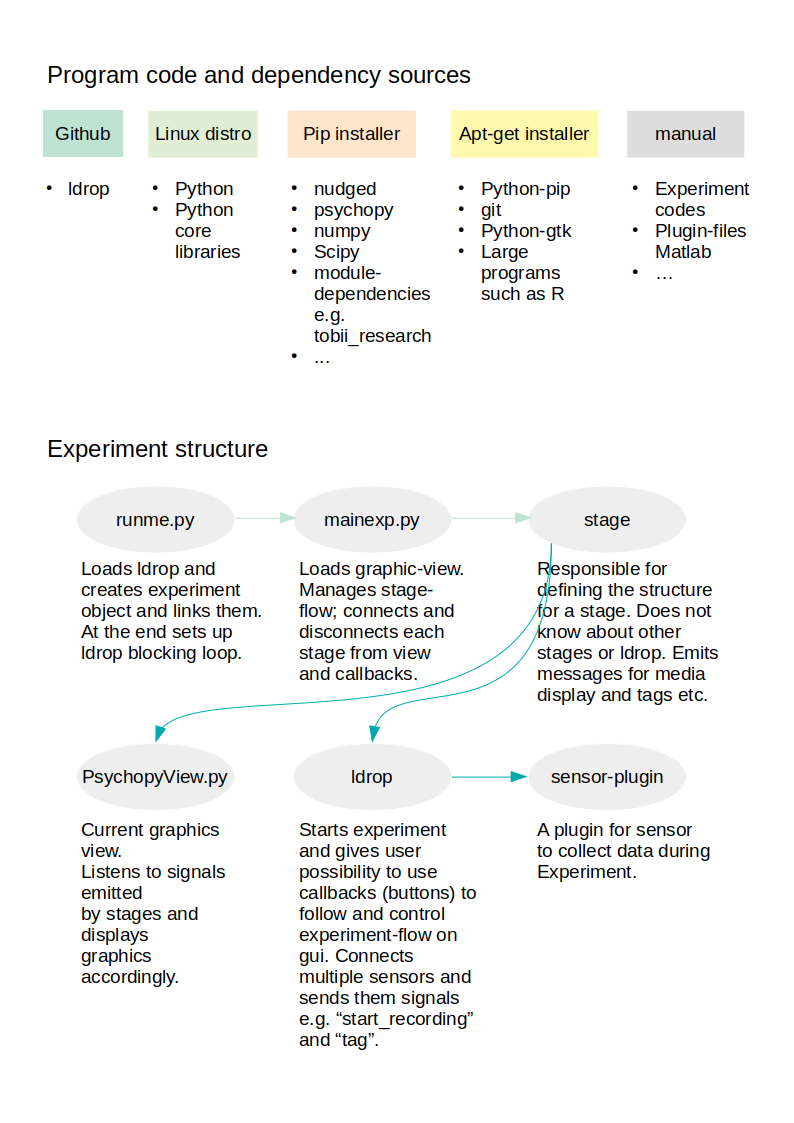 Program code and dependency sources
Github
Linux distro
Pip installer
Apt-get installer
manual
• ldrop
• Python
• Python
core
libraries
• nudged
• psychopy
• numpy
• Scipy
• module-
dependencies
e.g.
tobii_research
• ...
• Python-pip
• git
• Python-gtk
• Large
programs
such as R
• Experiment
codes
• Plugin-files
Matlab
• …
Experiment structure
runme.py
mainexp.py
stage
Loads ldrop and
creates experiment
object and links them.
At the end sets up
ldrop blocking loop.
Loads graphic-view.
Manages stage-
flow; connects and
disconnects each
stage from view
and callbacks.
Responsible for
defining the structure
for a stage. Does not
know about other
stages or ldrop. Emits
messages for media
display and tags etc.
PsychopyView.py
ldrop
sensor-plugin
Current graphics
view.
Listens to signals
emitted
by stages and
displays
graphics
accordingly.
Starts experiment
and gives user
possibility to use
callbacks (buttons) to
follow and control
experiment-flow on
gui. Connects
multiple sensors and
sends them signals
e.g. “start_recording”
and “tag”.
A plugin for sensor
to collect data during
Experiment.